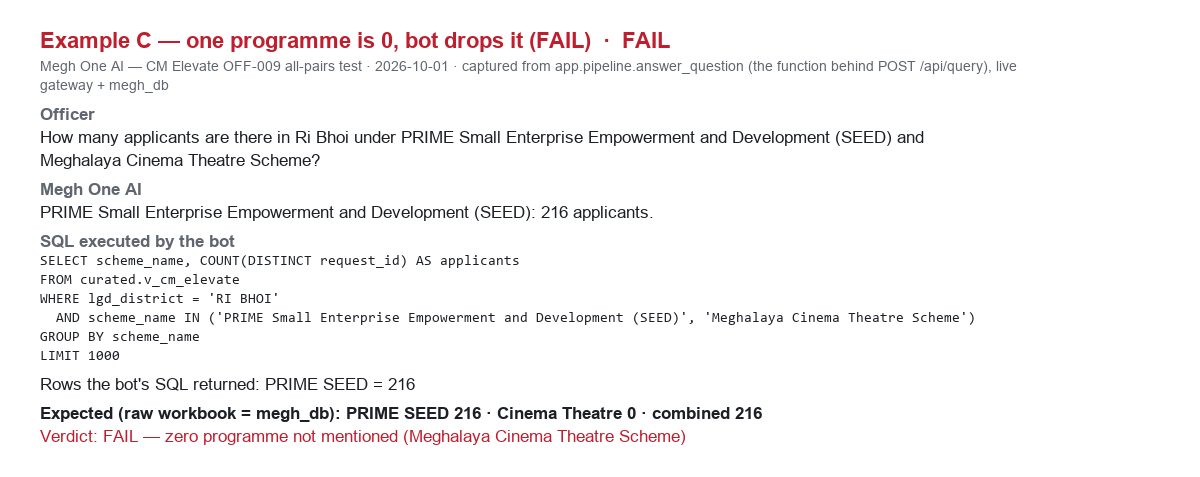 Example C — one programme is 0, bot drops it (FAIL)  ·  FAIL
Megh One AI — CM Elevate OFF-009 all-pairs test · 2026-10-01 · captured from app.pipeline.answer_question (the function behind POST /api/query), live
gateway + megh_db
Officer
How many applicants are there in Ri Bhoi under PRIME Small Enterprise Empowerment and Development (SEED) and
Meghalaya Cinema Theatre Scheme?
Megh One AI
PRIME Small Enterprise Empowerment and Development (SEED): 216 applicants.
SQL executed by the bot
SELECT scheme_name, COUNT(DISTINCT request_id) AS applicants
FROM curated.v_cm_elevate
WHERE lgd_district = 'RI BHOI'
  AND scheme_name IN ('PRIME Small Enterprise Empowerment and Development (SEED)', 'Meghalaya Cinema Theatre Scheme')
GROUP BY scheme_name
LIMIT 1000
Rows the bot's SQL returned: PRIME SEED = 216
Expected (raw workbook = megh_db): PRIME SEED 216 · Cinema Theatre 0 · combined 216
Verdict: FAIL — zero programme not mentioned (Meghalaya Cinema Theatre Scheme)